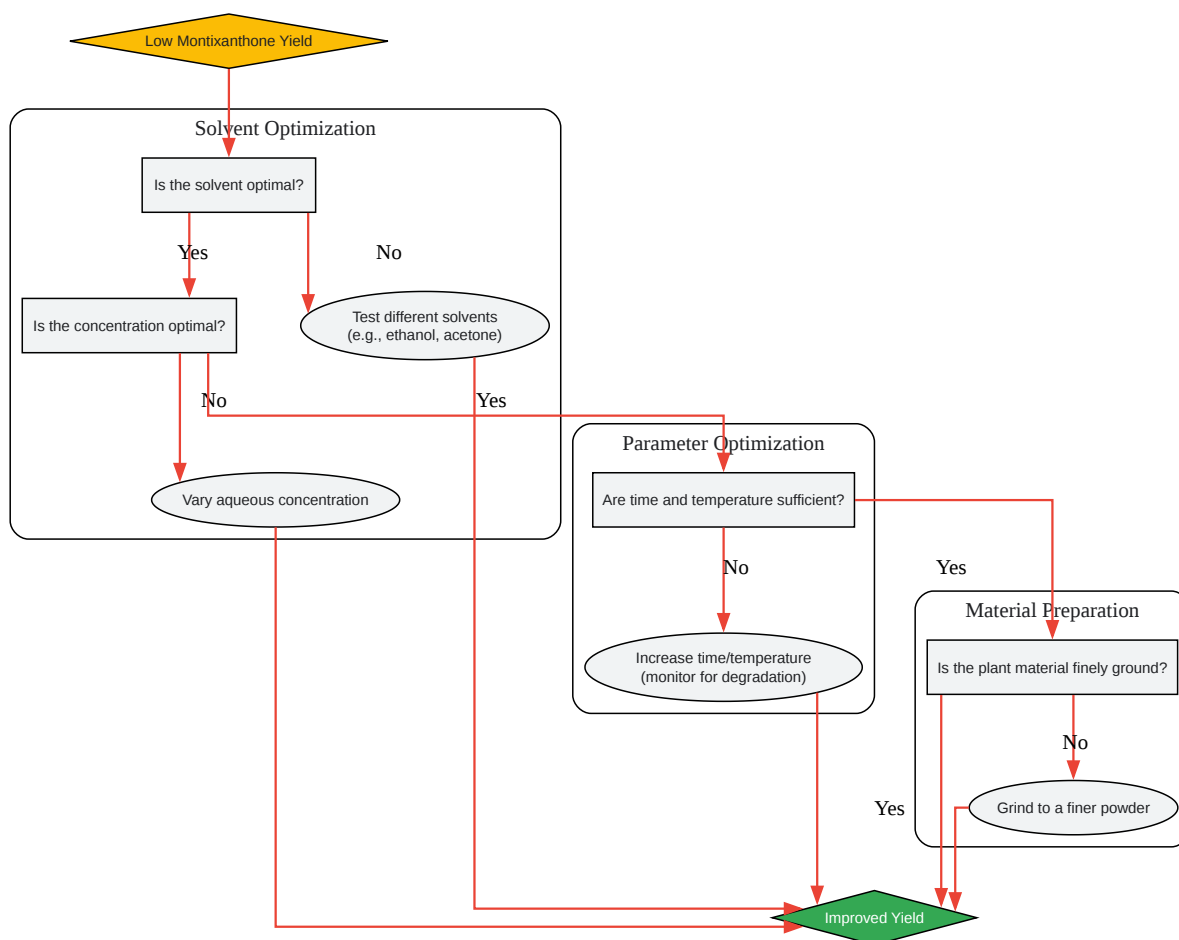 Low Montixanthone Yield
Solvent Optimization
Is the solvent optimal?
Yes
No
Is the concentration optimal?
Test different solvents
(e.g., ethanol, acetone)
No
Yes
Parameter Optimization
Vary aqueous concentration
Are time and temperature sufficient?
No
Yes
Material Preparation
Increase time/temperature
(monitor for degradation)
Is the plant material finely ground?
No
Yes
Grind to a finer powder
Improved Yield